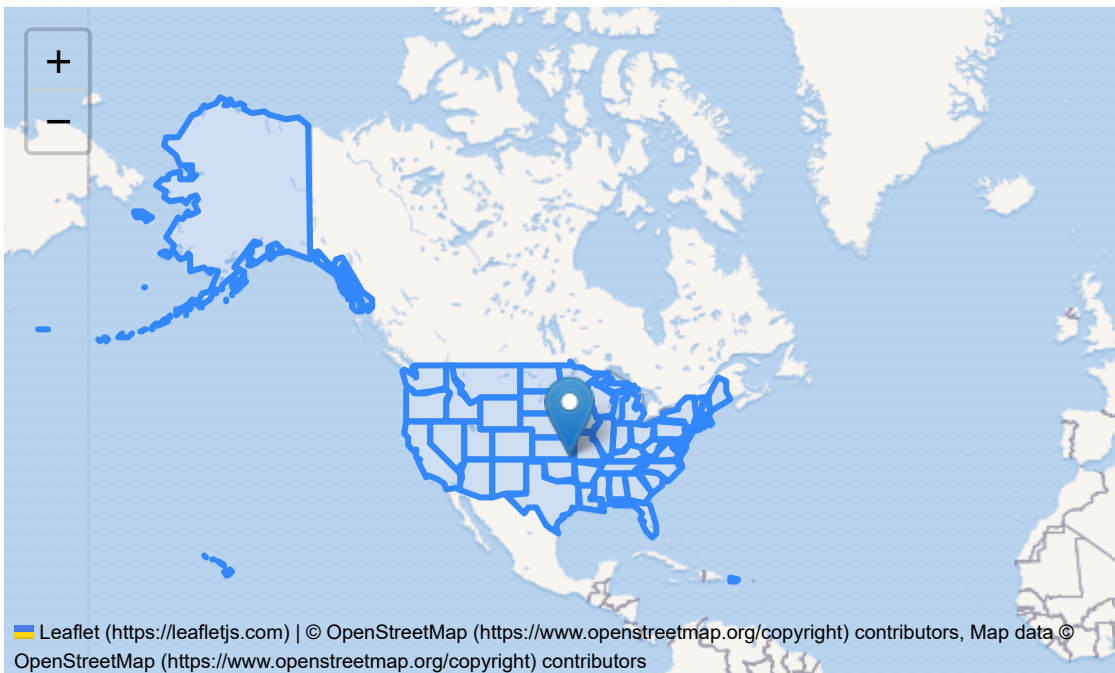 +
−
Leaflet (https://leafletjs.com) | © OpenStreetMap (https://www.openstreetmap.org/copyright) contributors, Map data ©
OpenStreetMap (https://www.openstreetmap.org/copyright) contributors